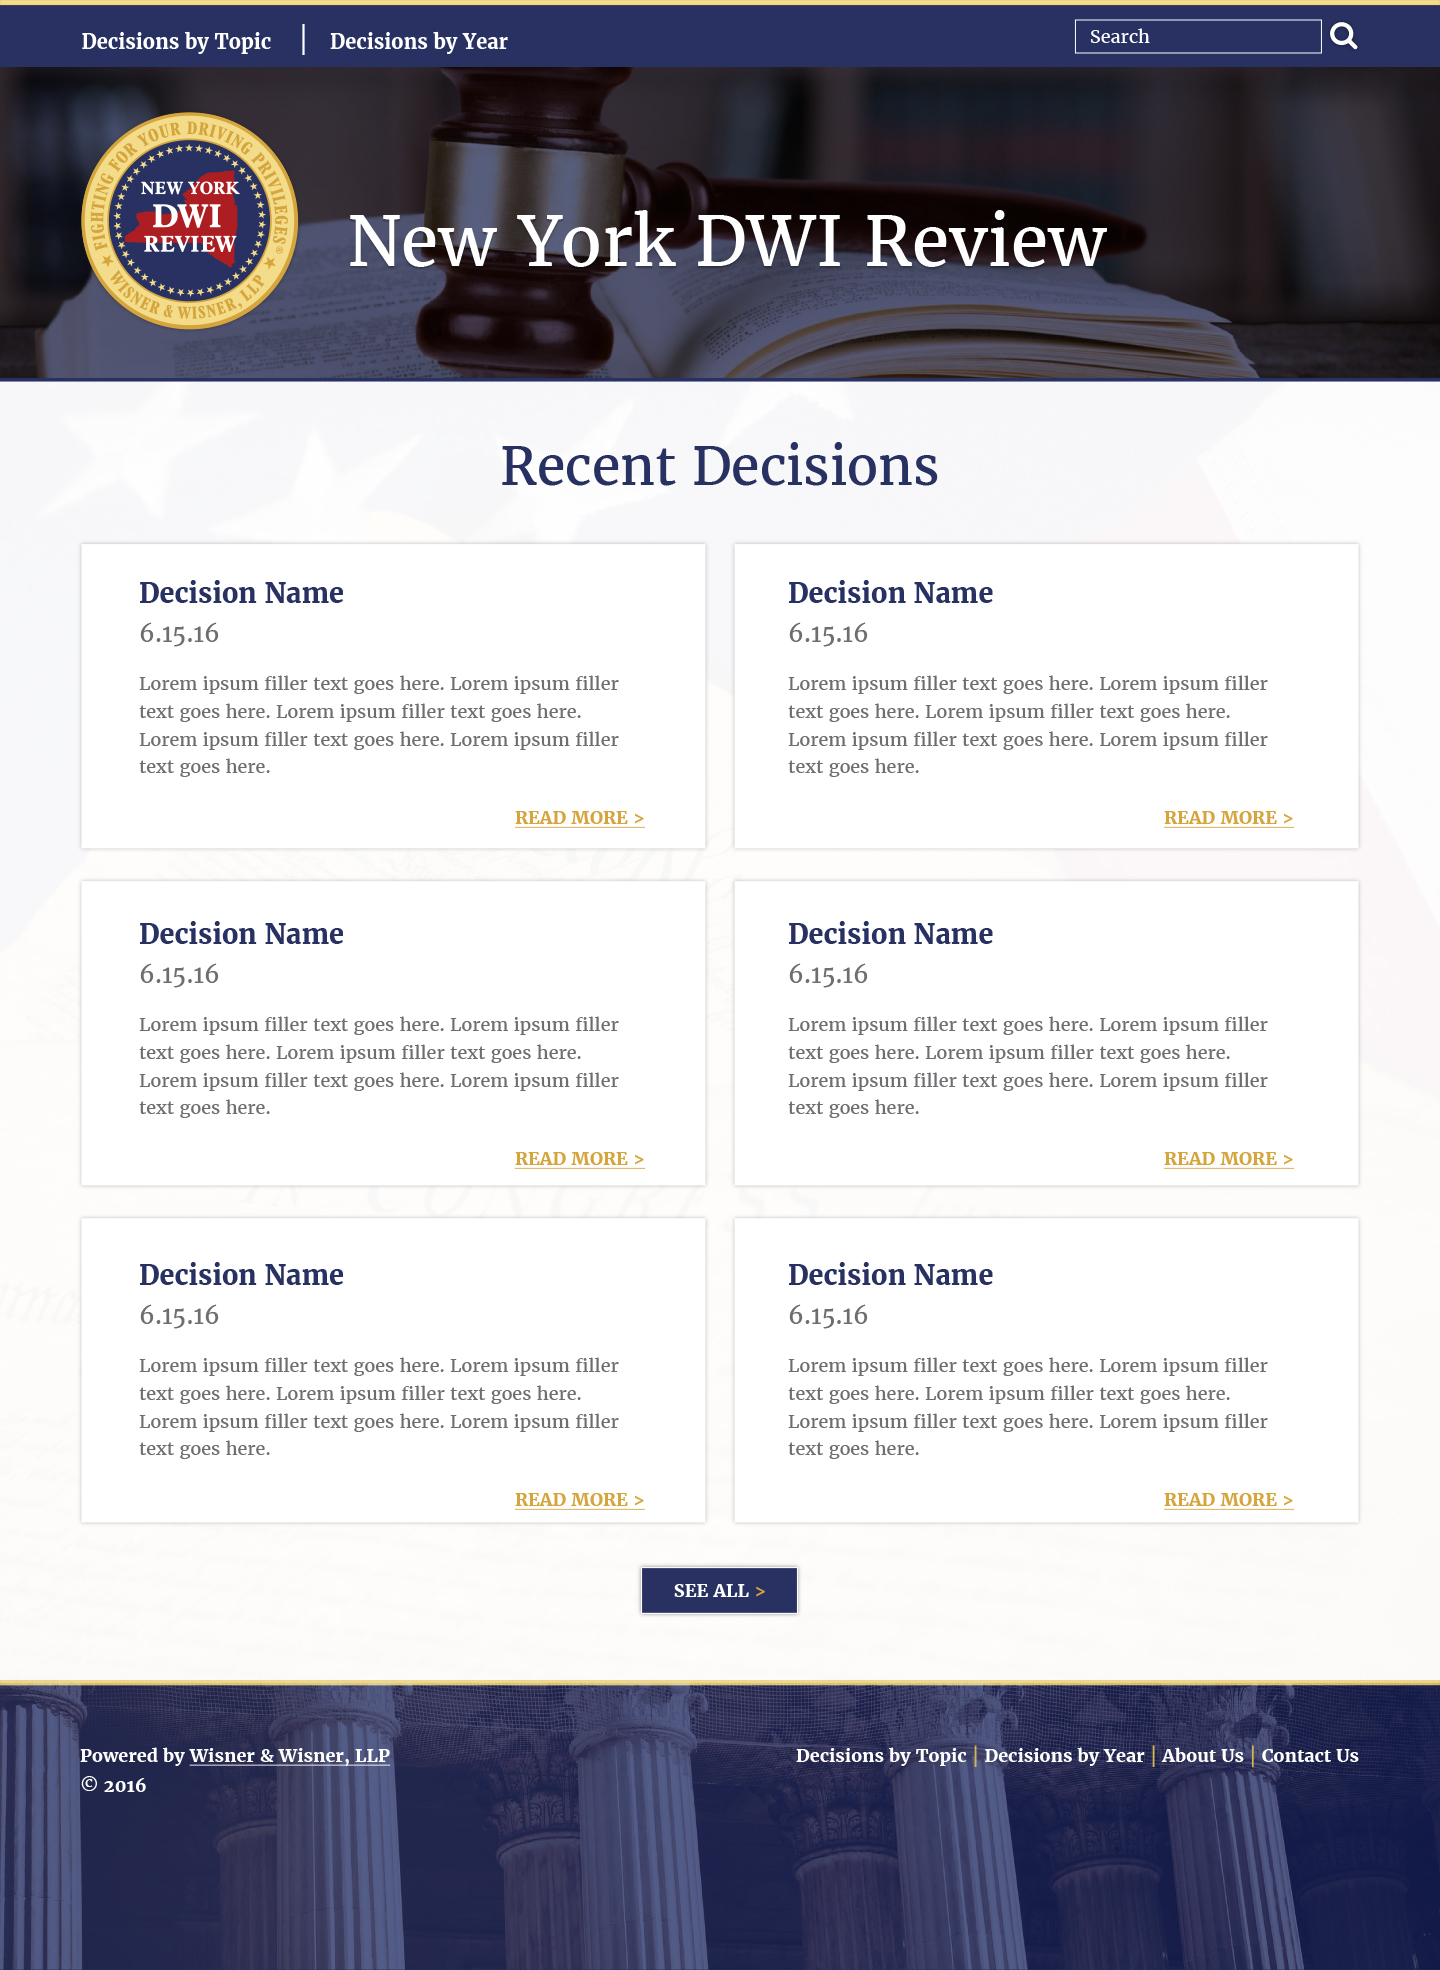 Decisions by Topic
Decisions by Year
Search
FIGHTING FOR YOUR DRIVING PRIVILEGES®
NEW YORK
DWI
REVIEW
★ WISNER & WISNER, LLP ★
New York DWI Review
Recent Decisions
Decision Name
6.15.16
Lorem ipsum filler text goes here. Lorem ipsum filler
text goes here. Lorem ipsum filler text goes here.
Lorem ipsum filler text goes here. Lorem ipsum filler
text goes here.
READ MORE >
Decision Name
6.15.16
Lorem ipsum filler text goes here. Lorem ipsum filler
text goes here. Lorem ipsum filler text goes here.
Lorem ipsum filler text goes here. Lorem ipsum filler
text goes here.
READ MORE >
Decision Name
6.15.16
Lorem ipsum filler text goes here. Lorem ipsum filler
text goes here. Lorem ipsum filler text goes here.
Lorem ipsum filler text goes here. Lorem ipsum filler
text goes here.
READ MORE >
Decision Name
6.15.16
Lorem ipsum filler text goes here. Lorem ipsum filler
text goes here. Lorem ipsum filler text goes here.
Lorem ipsum filler text goes here. Lorem ipsum filler
text goes here.
READ MORE >
IN CONGRESS
Decision Name
6.15.16
Lorem ipsum filler text goes here. Lorem ipsum filler
text goes here. Lorem ipsum filler text goes here.
Lorem ipsum filler text goes here. Lorem ipsum filler
text goes here.
READ MORE >
Decision Name
6.15.16
Lorem ipsum filler text goes here. Lorem ipsum filler
text goes here. Lorem ipsum filler text goes here.
Lorem ipsum filler text goes here. Lorem ipsum filler
text goes here.
READ MORE >
SEE ALL >
Powered by Wisner & Wisner, LLP
© 2016
Decisions by Topic | Decisions by Year | About Us | Contact Us